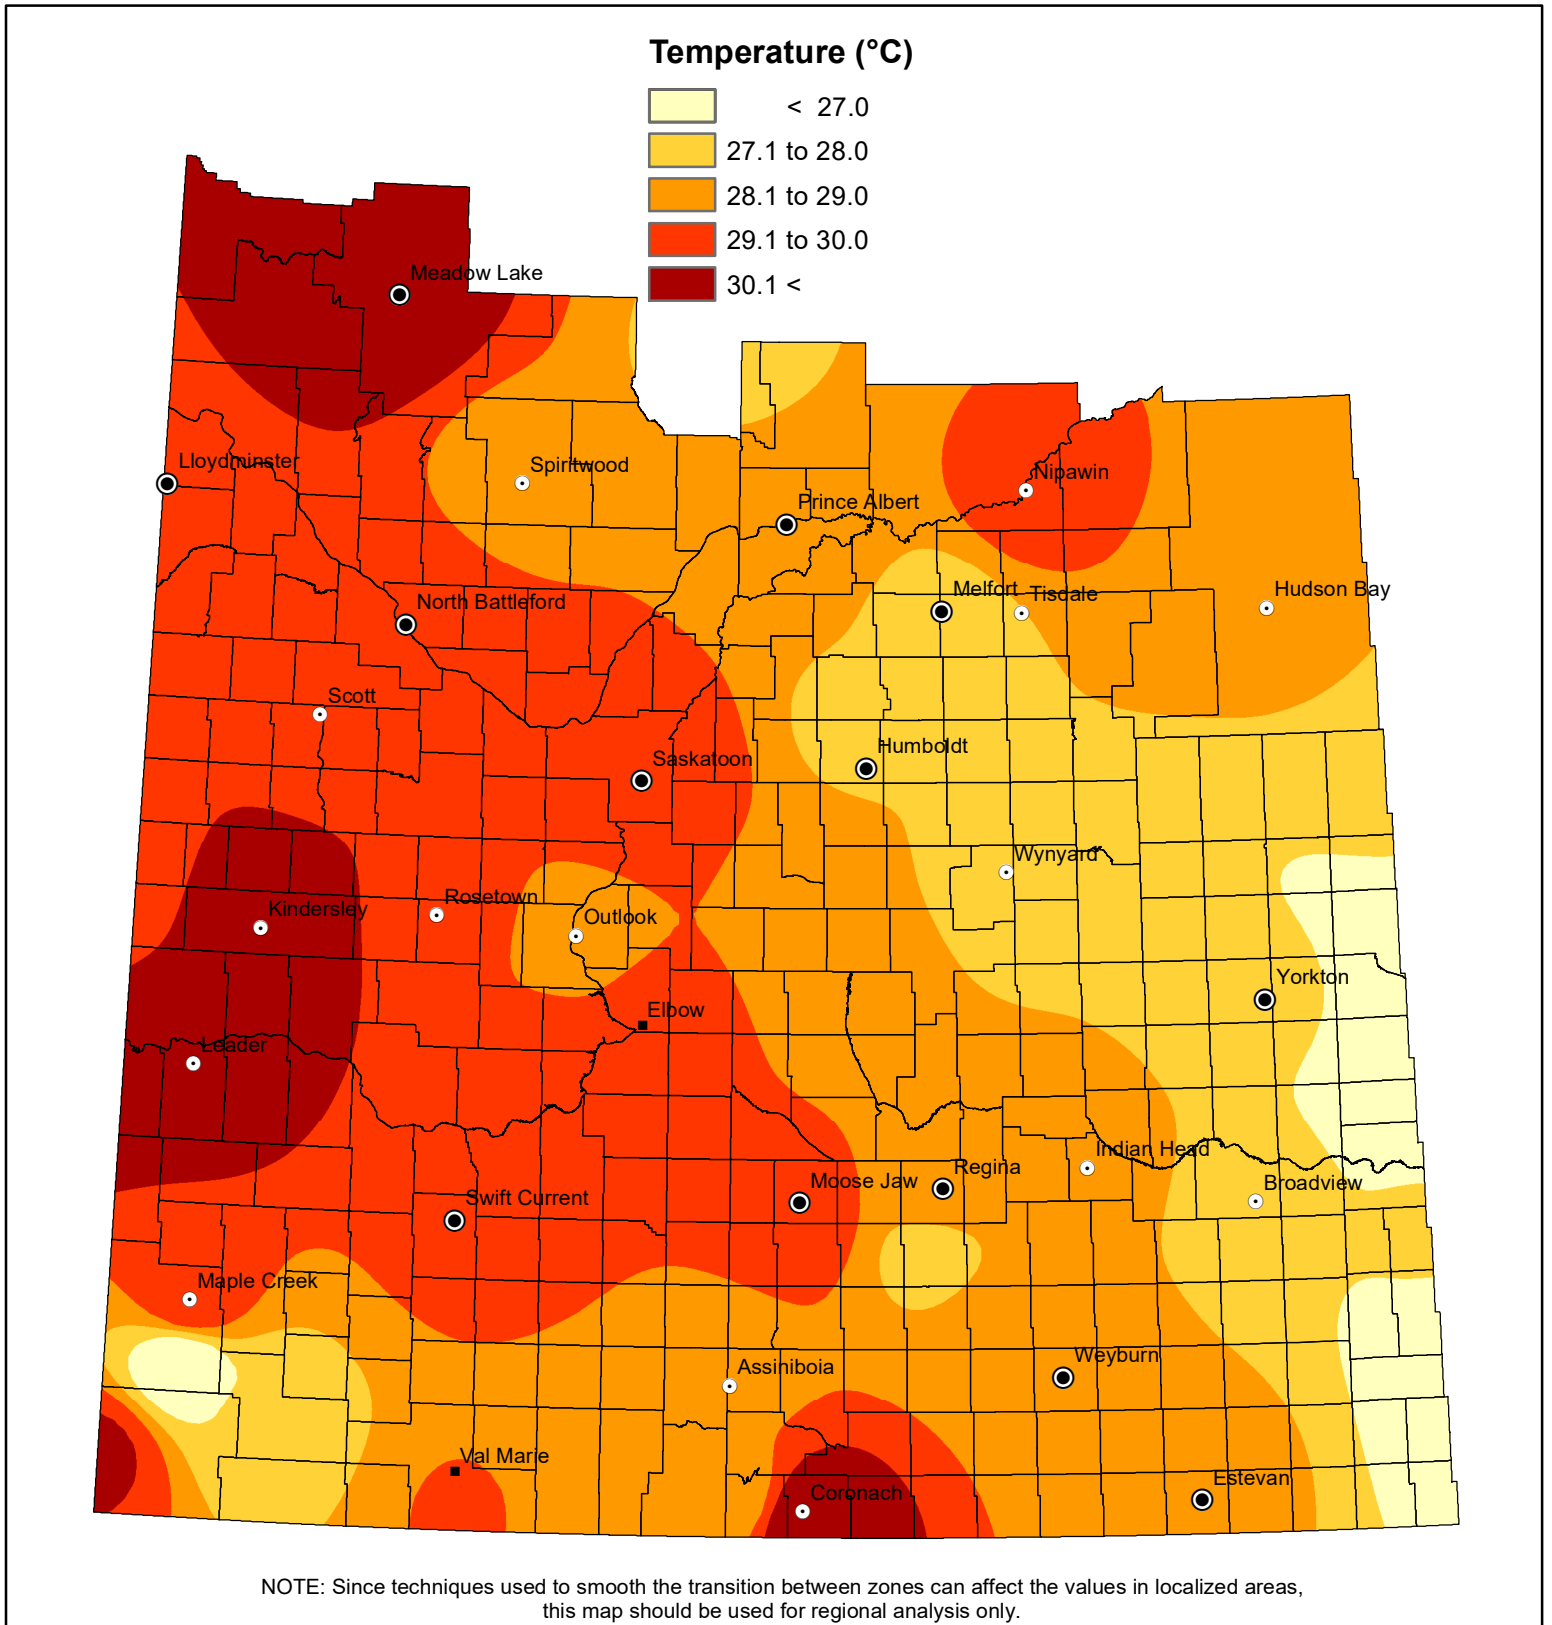 Temperature (°C)
< 27.0
27.1 to 28.0
28.1 to 29.0
29.1 to 30.0
30.1 <
Meadow Lake
Lloydminster
Spiritwood
Nipawin
Prince Albert
Hudson Bay
Melfort
Tisdale
North Battleford
Scott
Humboldt
Saskatoon
Wynyard
Rosetown
Kindersley
Outlook
Yorkton
Elbow
Leader
Indian Head
Regina
Moose Jaw
Broadview
Swift Current
Maple Creek
Weyburn
Assiniboia
Val Marie
Estevan
Coronach
NOTE: Since techniques used to smooth the transition between zones can affect the values in localized areas,
this map should be used for regional analysis only.